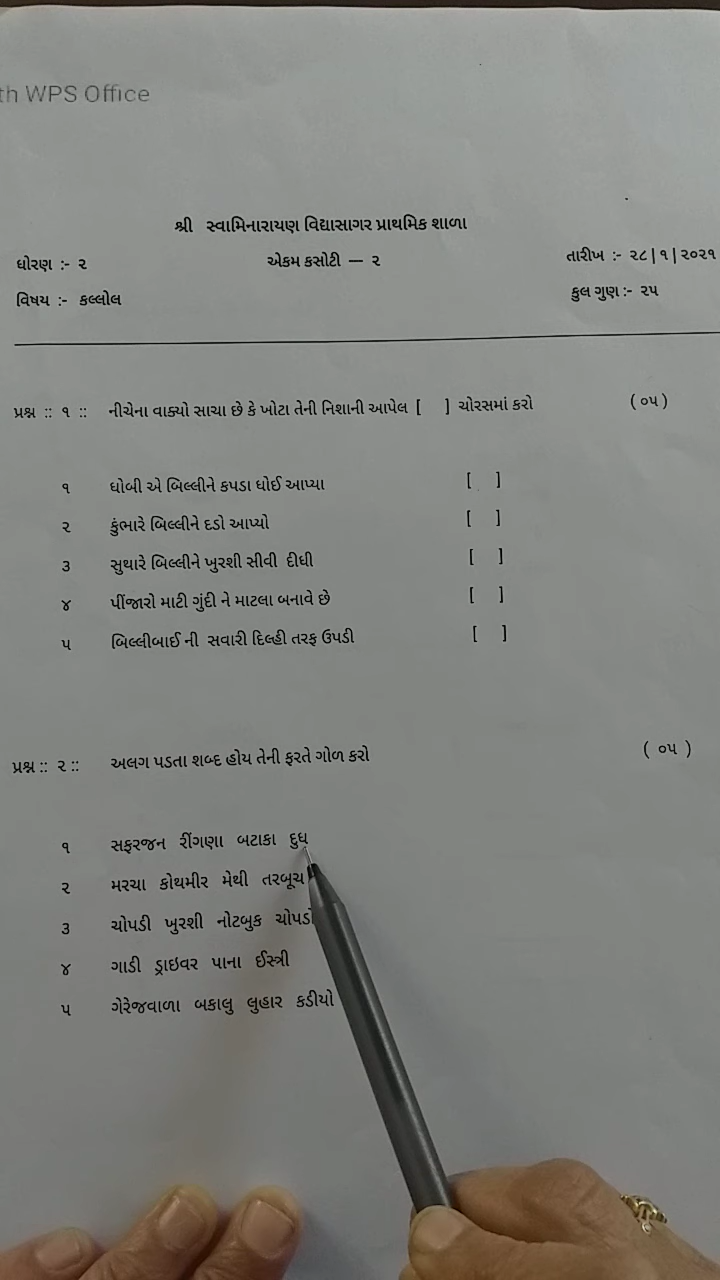 th WPS Office
શ્રી સ્વામિનારાયણ વિદ્યાસાગર પ્રાથમિક શાળા
ધોરણ :- ૨ એકમ કસોટી — ૨ તારીખ :- ૨૮|૧|૨૦૨૧
વિષય :- કલ્લોલ કુલ ગુણ :- ૨૫
પ્રશ્ન :: ૧ :: નીચેના વાક્યો સાચા છે કે ખોટા તેની નિશાની આપેલ [ ] ચોરસમાં કરો (૦૫)
૧ ધોબી એ બિલ્લીને કપડા ધોઈ આપ્યા [ ]
૨ કુંભારે બિલ્લીને દડો આપ્યો [ ]
૩ સુથારે બિલ્લીને ખુરશી સીવી દીધી [ ]
૪ પીંજારો માટી ગુંદી ને માટલા બનાવે છે [ ]
૫ બિલ્લીબાઈ ની સવારી દિલ્હી તરફ ઉપડી [ ]
પ્રશ્ન :: ૨ :: અલગ પડતા શબ્દ હોય તેની ફરતે ગોળ કરો (૦૫)
૧ સફરજન રીંગણા બટાકા દુધ
૨ મરચા કોથમીર મેથી તરબૂચ
૩ ચોપડી ખુરશી નોટબુક
૪ ગાડી ડ્રાઇવર પાના ઈસ્ત્રી
૫ ગેરેજવાળા બકાલુ લુહાર કડીયો